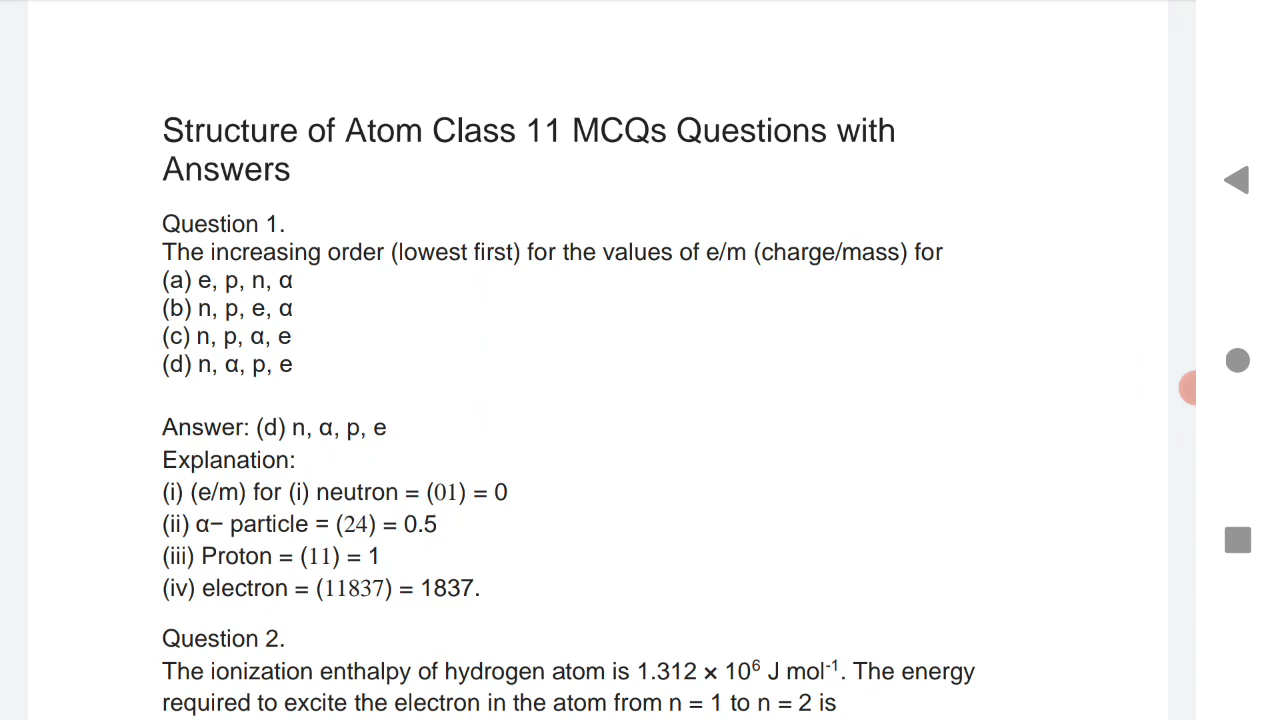 Structure of Atom Class 11 MCQs Questions with
Answers
Question 1.
The increasing order (lowest first) for the values of e/m (charge/mass) for
(a) e, p, n, α
(b) n, p, e, α
(c) n, p, α, e
(d) n, α, p, e
Answer: (d) n, α, p, e
Explanation:
(i) (e/m) for (i) neutron = (01) = 0
(ii) α− particle = (24) = 0.5
(iii) Proton = (11) = 1
(iv) electron = (11837) = 1837.
Question 2.
The ionization enthalpy of hydrogen atom is 1.312 × 10⁶ J mol⁻¹. The energy
required to excite the electron in the atom from n = 1 to n = 2 is